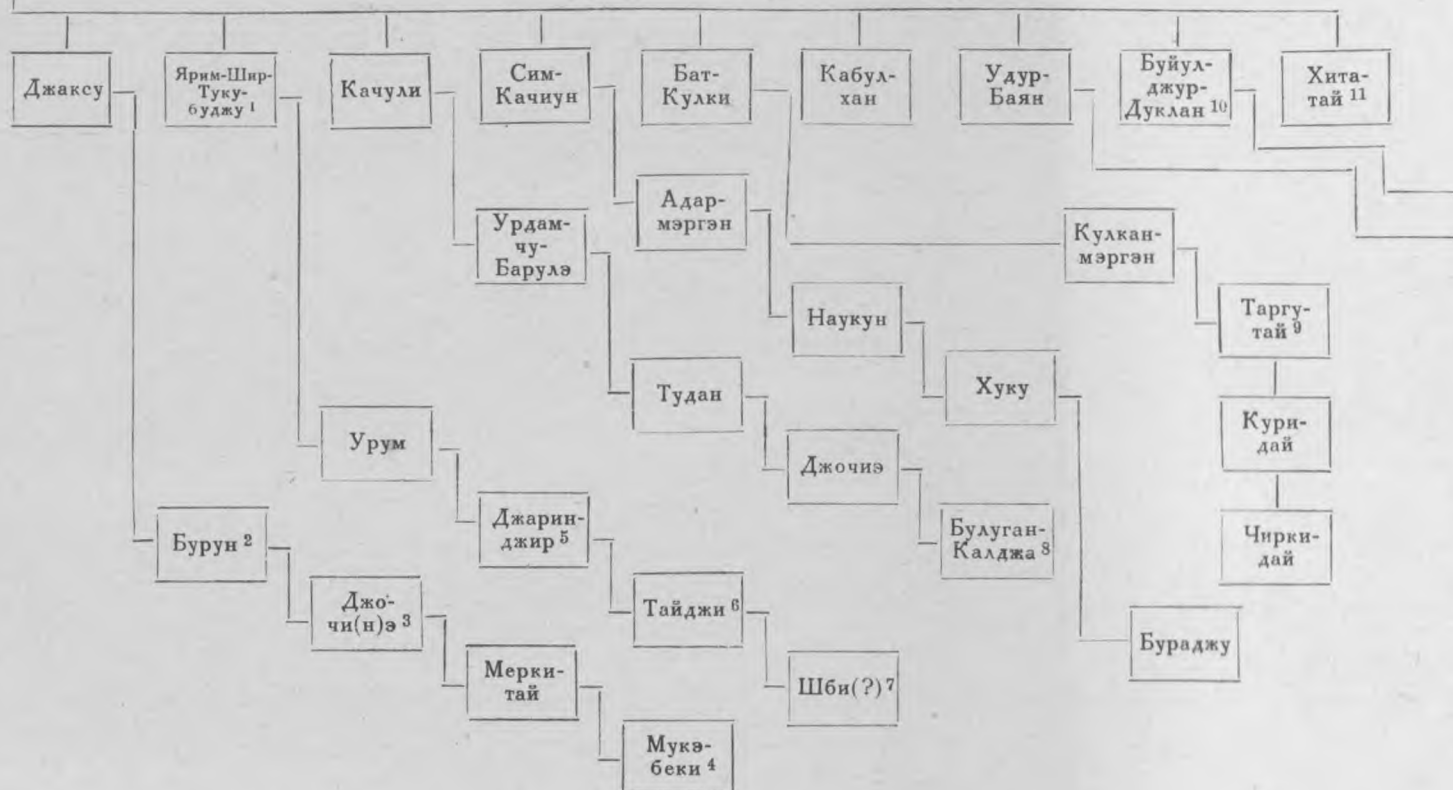 Джаксу
Ярим-Шир-
Туку-
буджу 1
Качули
Сим-
Качиун
Бат-
Кулки
Кабул-
хан
Удур-
Баян
Буйул-
джур-
Дуклан 10
Хита-
тай 11
Урдам-
чу-
Барулэ
Адар-
мэргэн
Кулкан-
мэргэн
Наукун
Таргу-
тай 9
Тудан
Хуку
Урум
Джочиэ
Кури-
дай
Бурун 2
Джарин-
джир 5
Булуган-
Калджа 8
Чирки-
дай
Джо-
чи(н)э 3
Тайджи 6
Бураджу
Мерки-
тай
Шби(?) 7
Мукэ-
беки 4